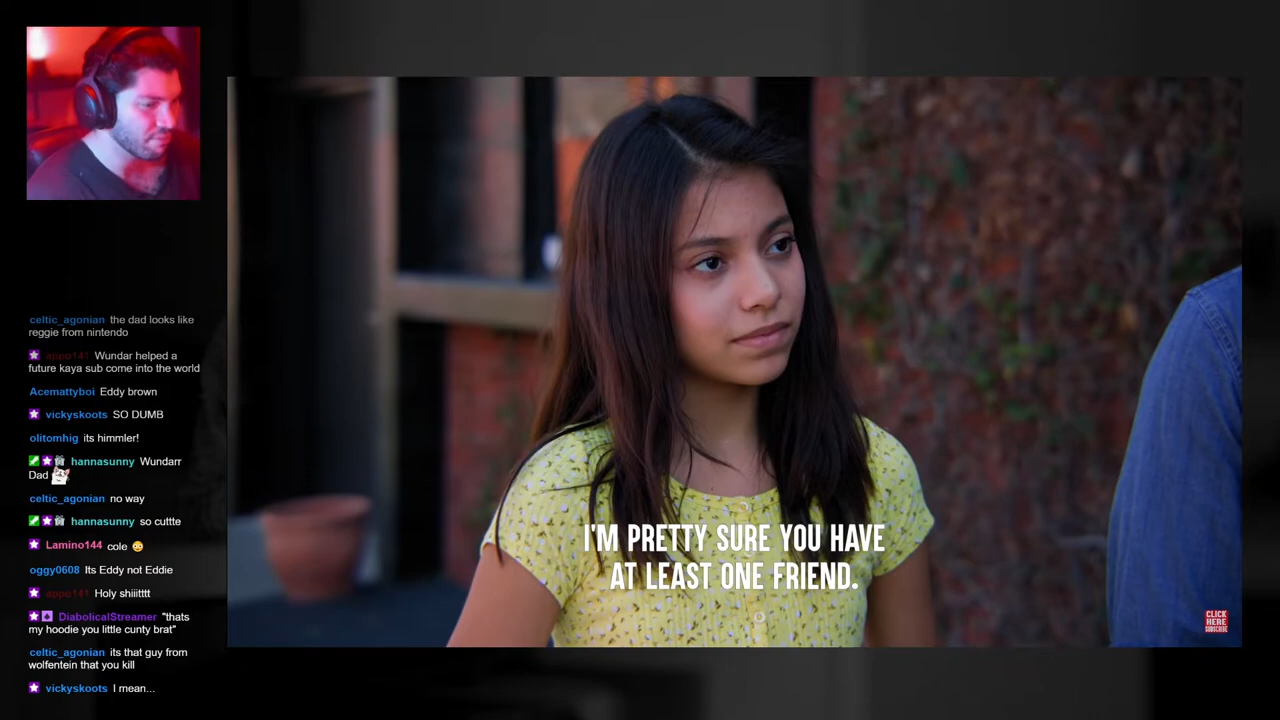 celtic_agonian the dad looks like
reggie from nintendo
appo141 Wundar helped a
future kaya sub come into the world
Acemattyboi Eddy brown
vickyskoots SO DUMB
olitomhig its himmler!
hannasunny Wundarr
Dad
celtic_agonian no way
hannasunny so cuttte
Lamino144 cole
oggy0608 Its Eddy not Eddie
appo141 Holy shiiitttt
DiabolicalStreamer "thats
my hoodie you little cunty brat"
celtic_agonian its that guy from
wolfentein that you kill
vickyskoots I mean...
I'M PRETTY SURE YOU HAVE
AT LEAST ONE FRIEND.
CLICK
HERE
SUBSCRIBE